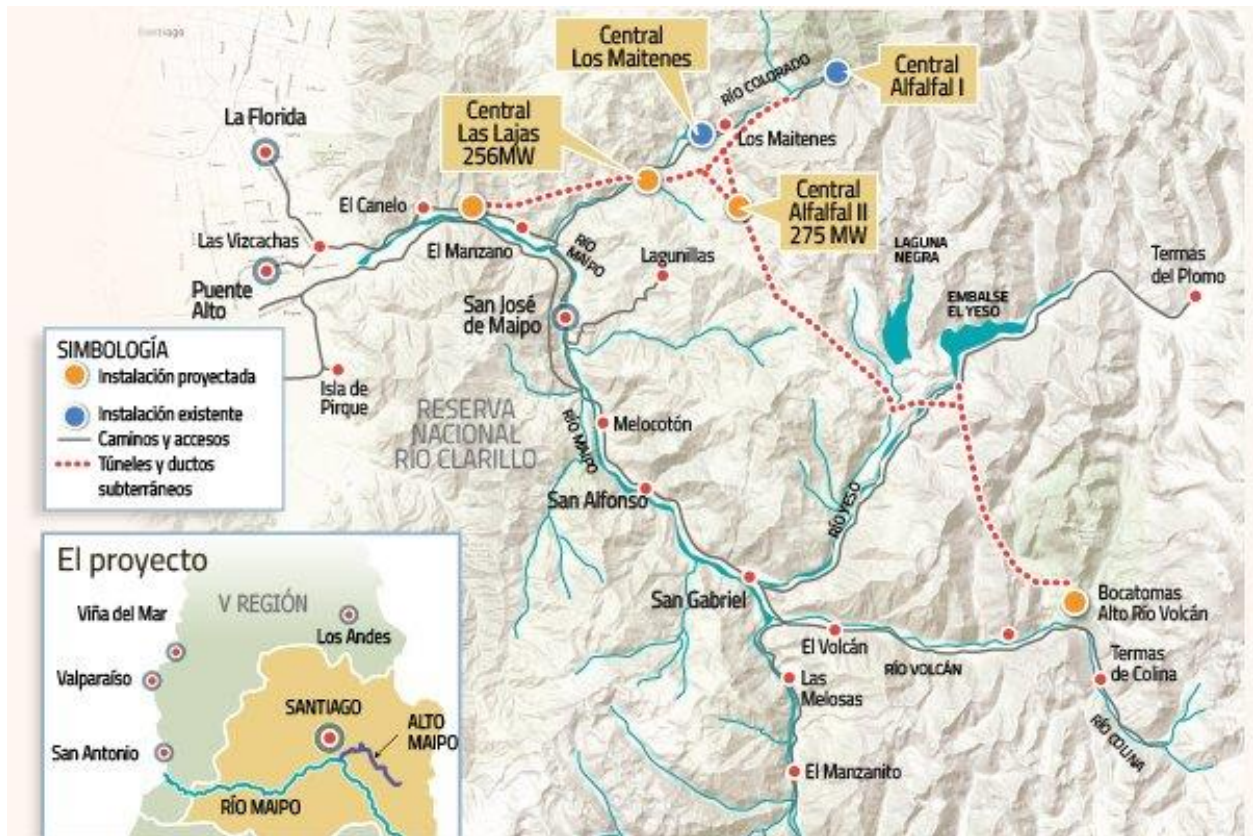 Santiago
Central
Los Maitenes
RÍO COLORADO
Central
Alfalfal I
Central
Las Lajas
256MW
La Florida
Los Maitenes
El Canelo
Central
Alfalfal II
275 MW
Las Vizcachas
El Manzano
RÍO
MAIPO
Lagunillas
LAGUNA
NEGRA
Termas
del Plomo
Puente
Alto
San José
de Maipo
EMBALSE
EL YESO
SIMBOLOGÍA
Instalación proyectada
Instalación existente
Caminos y accesos
Túneles y ductos
subterráneos
Isla de
Pirque
RESERVA
NACIONAL
RÍO CLARILLO
RÍO MAIPO
Melocotón
San Alfonso
RÍO YESO
San Gabriel
Bocatomas
Alto Río Volcán
El Volcán
RÍO VOLCÁN
Termas
de Colina
Las
Melosas
RÍO COLINA
El Manzanito
El proyecto
V REGIÓN
Viña del Mar
Los Andes
Valparaíso
SANTIAGO
ALTO
MAIPO
San Antonio
RÍO MAIPO